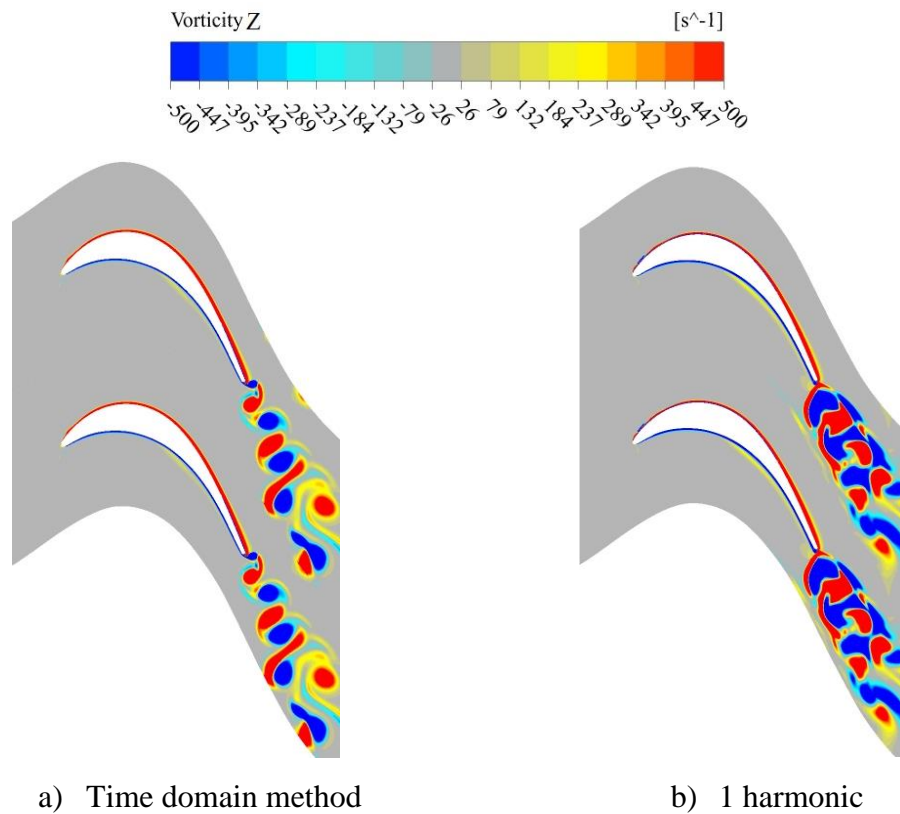 Vorticity Z [s^-1]
-500 -447 -395 -342 -289 -237 -184 -132 -79 -26 26 79 132 184 237 289 342 395 447 500
a) Time domain method b) 1 harmonic